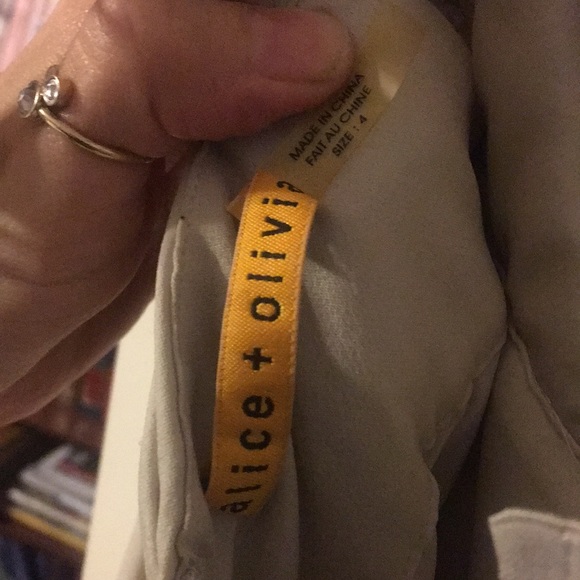 MADE IN CHINA
FAIT AU CHINE
SIZE : 4
alice + olivia